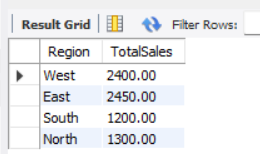 Result Grid Filter Rows:
Region TotalSales
West 2400.00
East 2450.00
South 1200.00
North 1300.00